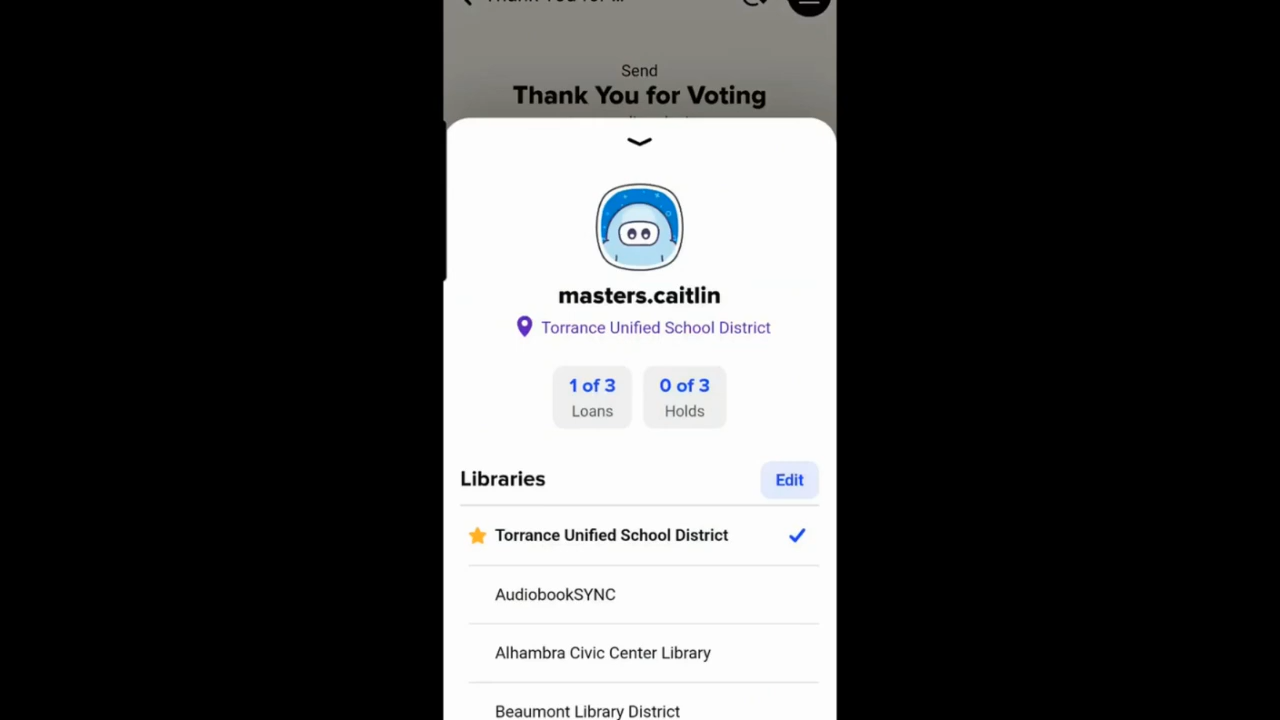 Send
Thank You for Voting
masters.caitlin
Torrance Unified School District
1 of 3
Loans
0 of 3
Holds
Libraries
Edit
Torrance Unified School District
AudiobookSYNC
Alhambra Civic Center Library
Beaumont Library District